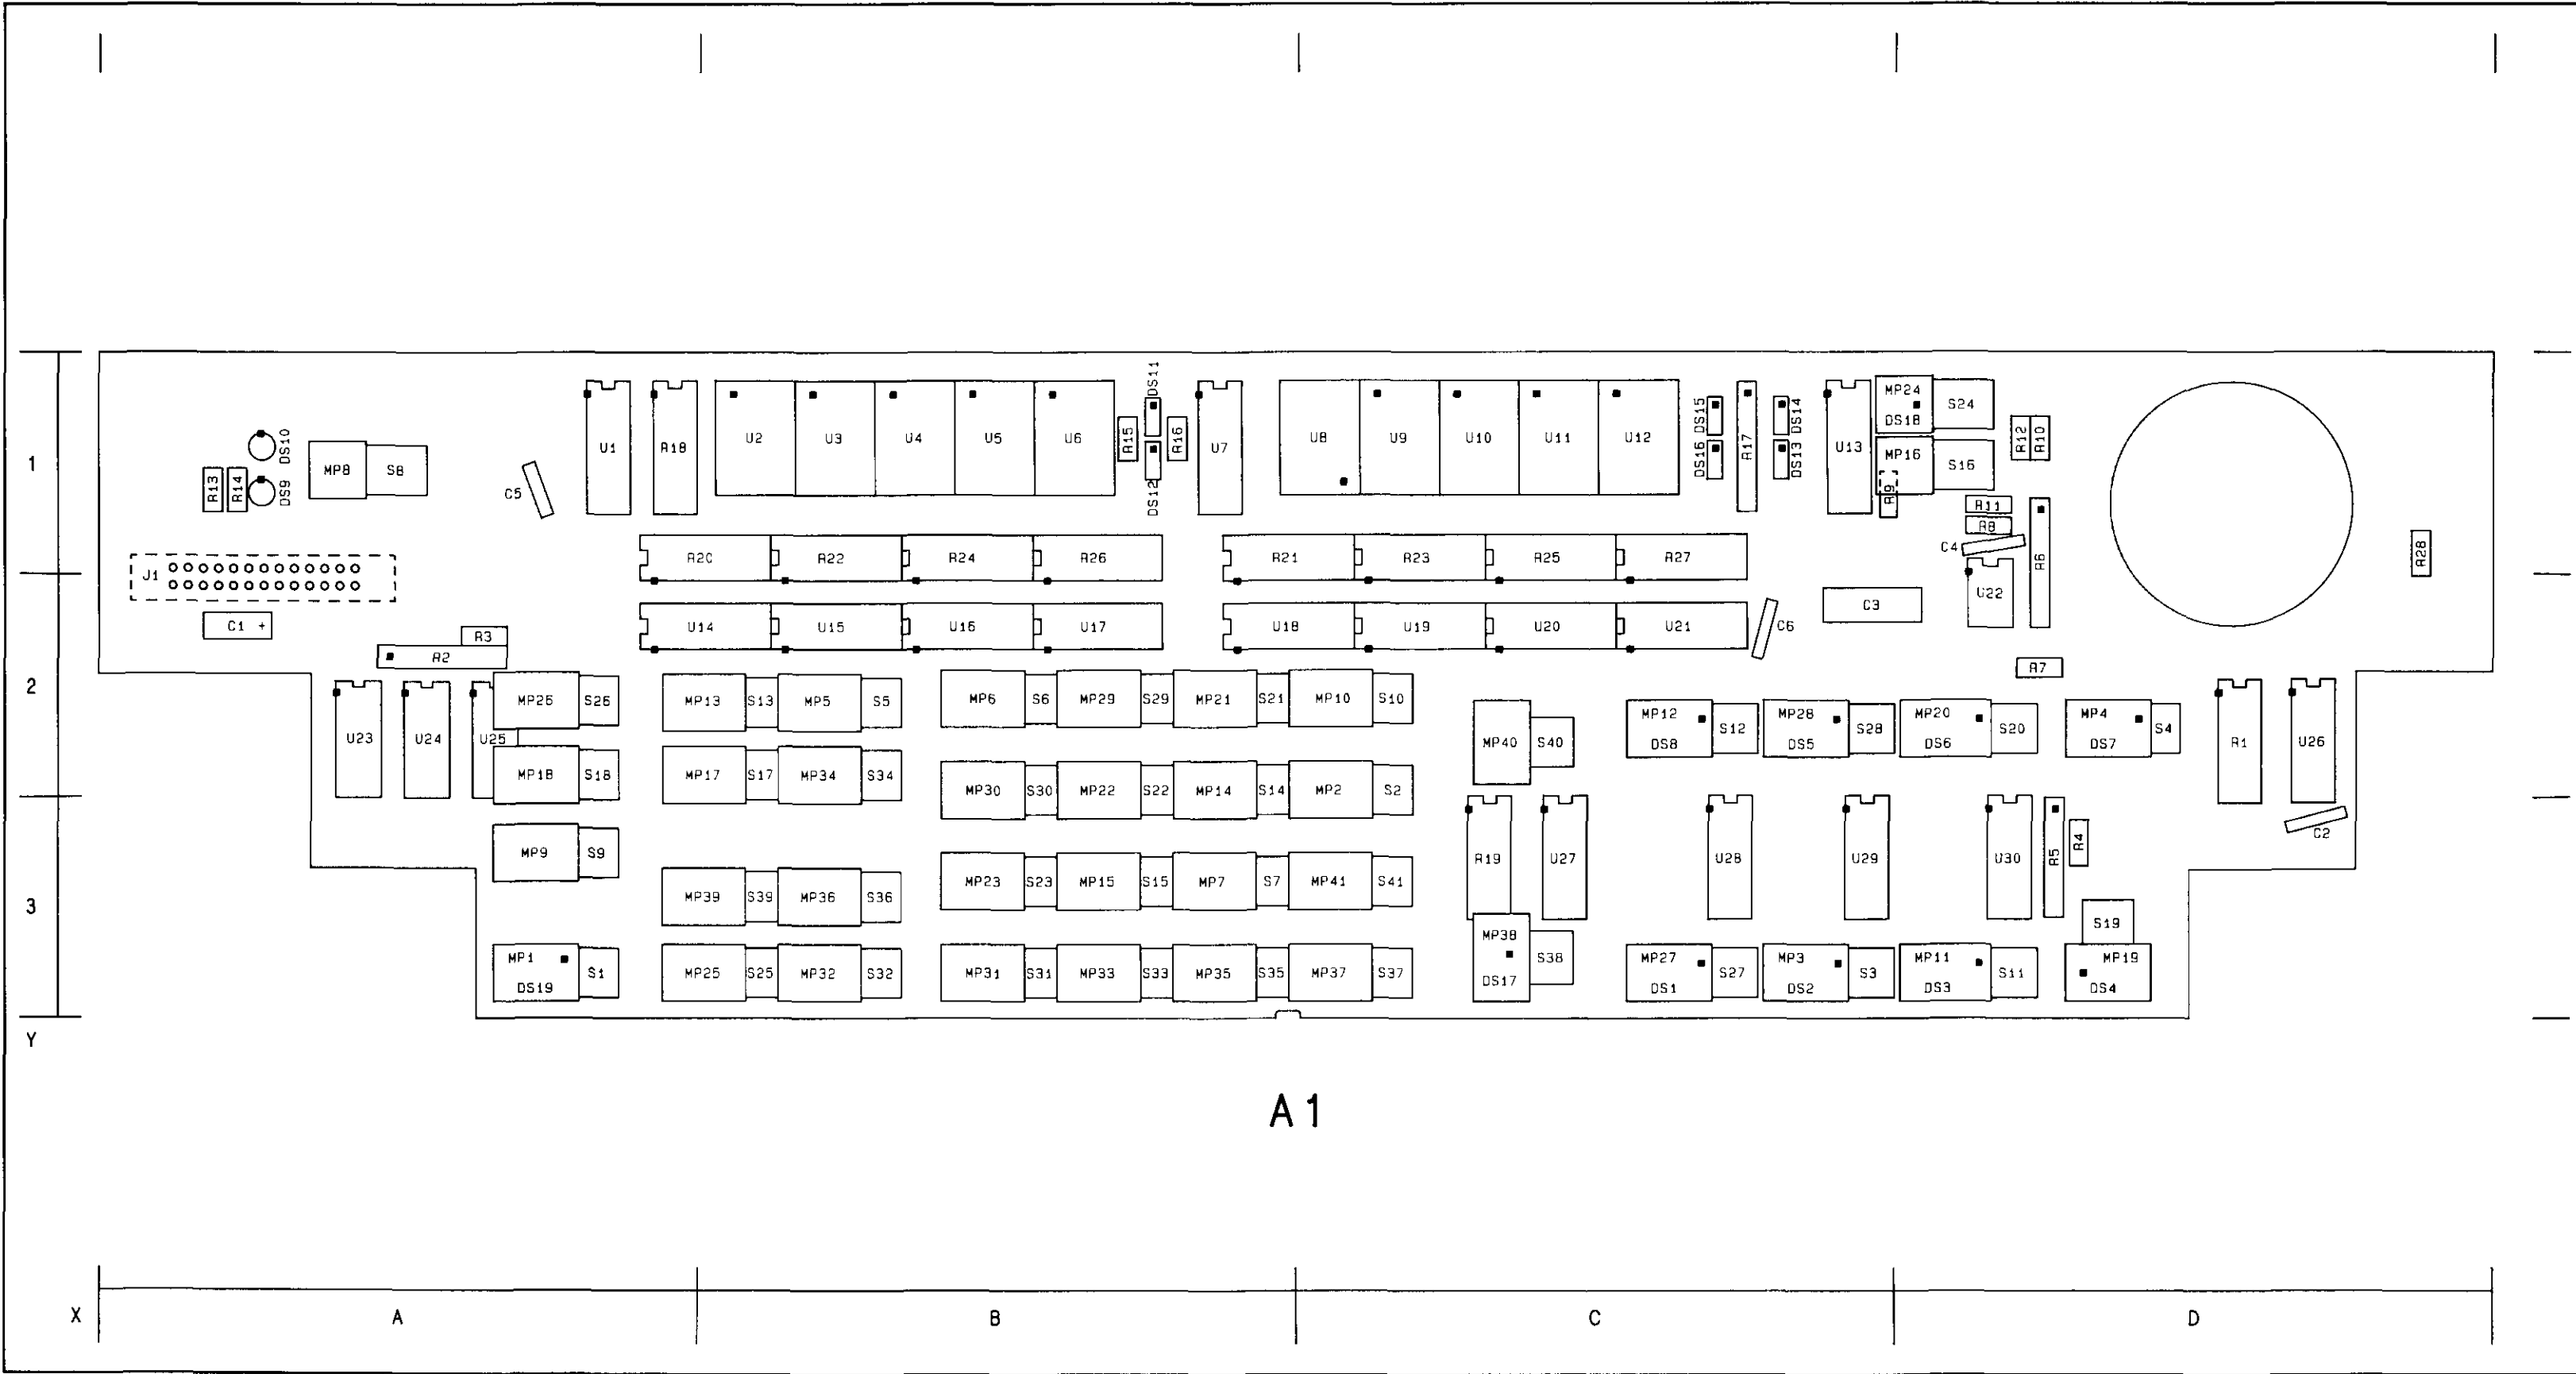 DS11
DS15 DS14
MP24 S24
DS18
DS10
U1 R18 U2 U3 U4 U5 U6 R15 R16 U7 U8 U9 U10 U11 U12 R17 U13 R12 R10
DS16 DS13
MP16 S16
1
MP8 S8
R13 R14 DS9 C5 DS12 R9
R11
R8
C4
R20 R22 R24 R26 R21 R23 R25 R27 R6 R28
J1
U22
C3
C1 +
R3
U14 U15 U16 U17 U18 U19 U20 U21 C6
R2
R7
2
MP26 S26 MP13 S13 MP5 S5 MP6 S6 MP29 S29 MP21 S21 MP10 S10
MP12 S12 MP28 S28 MP20 S20 MP4 S4
DS8 DS5 DS6 DS7
U23 U24 U25 MP40 S40 R1 U26
MP18 S18 MP17 S17 MP34 S34 MP30 S30 MP22 S22 MP14 S14 MP2 S2
C2
MP9 S9 R19 U27 U28 U29 U30 R5 R4
MP23 S23 MP15 S15 MP7 S7 MP41 S41
MP39 S39 MP36 S36
3
S19
MP38
MP1 S1 MP25 S25 MP32 S32 MP31 S31 MP33 S33 MP35 S35 MP37 S37 S38 MP27 S27 MP3 S3 MP11 S11 MP19
DS19 DS17 DS1 DS2 DS3 DS4
Y
A1
X A B C D